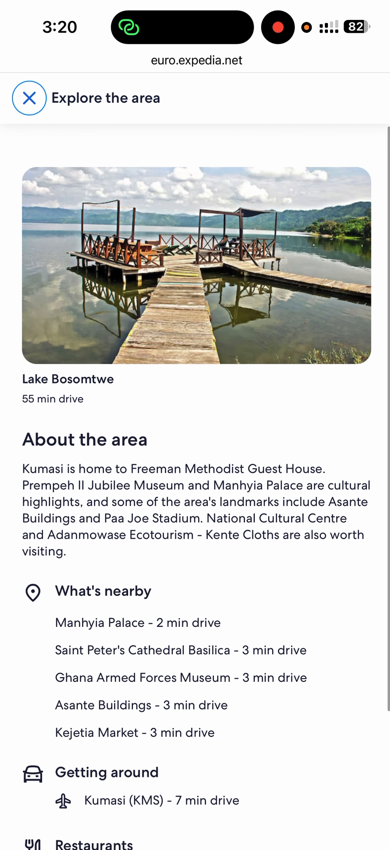 3:20
82
euro.expedia.net
Explore the area
Lake Bosomtwe
55 min drive
About the area
Kumasi is home to Freeman Methodist Guest House.
Prempeh II Jubilee Museum and Manhyia Palace are cultural
highlights, and some of the area's landmarks include Asante
Buildings and Paa Joe Stadium. National Cultural Centre
and Adanmowase Ecotourism - Kente Cloths are also worth
visiting.
What's nearby
Manhyia Palace - 2 min drive
Saint Peter's Cathedral Basilica - 3 min drive
Ghana Armed Forces Museum - 3 min drive
Asante Buildings - 3 min drive
Kejetia Market - 3 min drive
Getting around
Kumasi (KMS) - 7 min drive
Restaurants